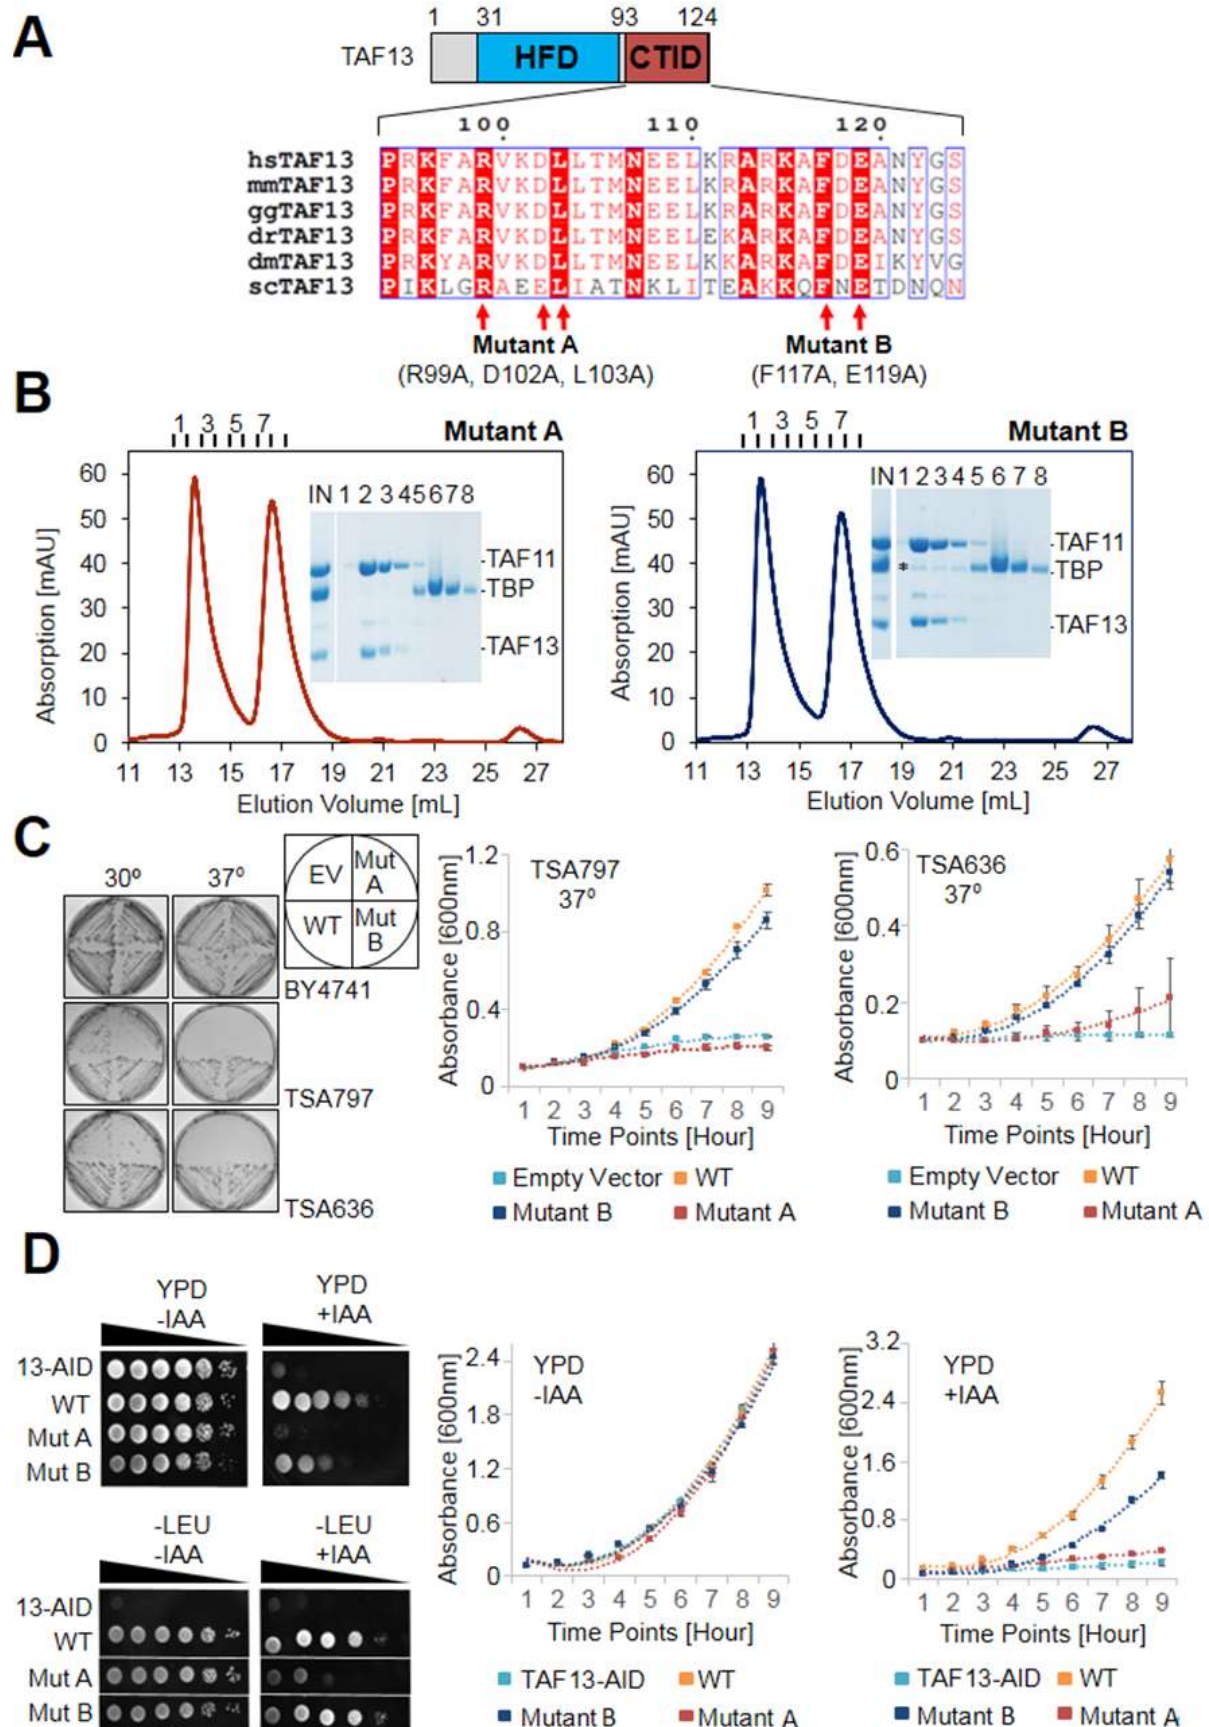 A
1 31 93 124
TAF13 HFD CTID
100 110 120
hsTAF13 PRKFARVKDLLTMNEELKRARKAFDEANYGS
mmTAF13 PRKFARVKDLLTMNEELKRARKAFDEANYGS
ggTAF13 PRKFARVKDLLTMNEELKRARKAFDEANYGS
drTAF13 PRKFARVKDLLTMNEELEKARKAFDEANYGS
dmTAF13 PRKYARVKDLLTMNEELKKARKAFDEIKYVG
scTAF13 PIKLGRAEELIATNKLITEAKKQFNETDNQN
Mutant A Mutant B
(R99A, D102A, L103A) (F117A, E119A)
B
1 3 5 7 Mutant A
IN 1 2 3 4 5 6 7 8
-TAF11
-TBP
-TAF13
Absorption [mAU]
60
50
40
30
20
10
0
11 13 15 17 19 21 23 25 27
Elution Volume [mL]
1 3 5 7 Mutant B
IN 1 2 3 4 5 6 7 8
-TAF11
* -TBP
-TAF13
Absorption [mAU]
60
50
40
30
20
10
0
11 13 15 17 19 21 23 25 27
Elution Volume [mL]
C
30º 37º
EV Mut A
WT Mut B
BY4741
TSA797
TSA636
TSA797
37º
Absorbance [600nm]
1.2
0.8
0.4
0
1 2 3 4 5 6 7 8 9
Time Points [Hour]
Empty Vector WT
Mutant B Mutant A
TSA636
37º
Absorbance [600nm]
0.6
0.4
0.2
0
1 2 3 4 5 6 7 8 9
Time Points [Hour]
Empty Vector WT
Mutant B Mutant A
D
YPD YPD
-IAA +IAA
13-AID
WT
Mut A
Mut B
-LEU -LEU
-IAA +IAA
13-AID
WT
Mut A
Mut B
YPD
-IAA
Absorbance [600nm]
2.4
1.8
1.2
0.6
0
1 2 3 4 5 6 7 8 9
Time Points [Hour]
TAF13-AID WT
Mutant B Mutant A
YPD
+IAA
Absorbance [600nm]
3.2
2.4
1.6
0.8
0
1 2 3 4 5 6 7 8 9
Time Points [Hour]
TAF13-AID WT
Mutant B Mutant A